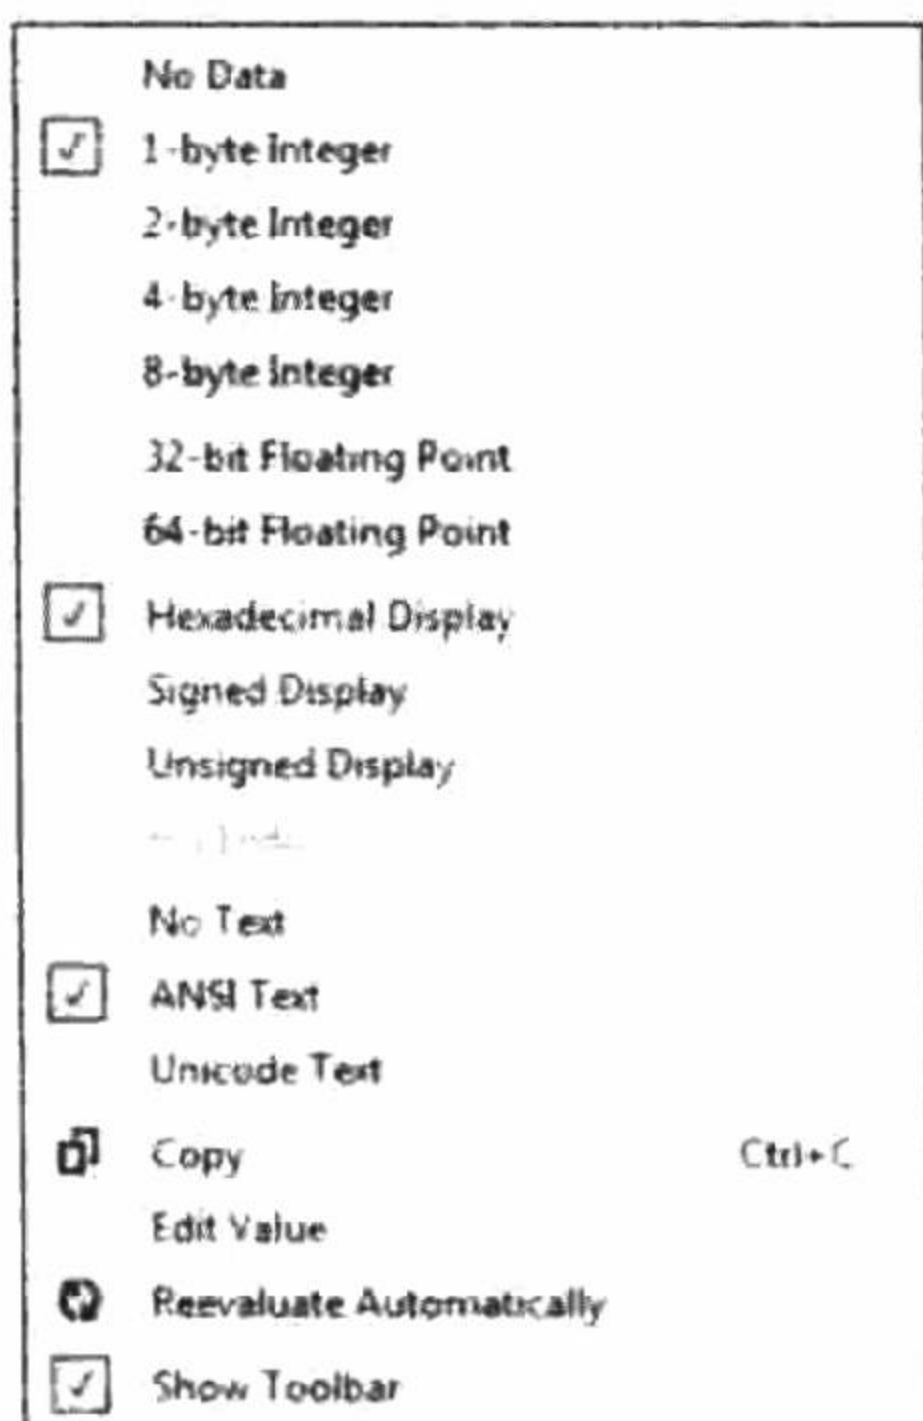 No Data
1-byte Integer
2-byte Integer
4-byte Integer
8-byte Integer
32-bit Floating Point
64-bit Floating Point
Hexadecimal Display
Signed Display
Unsigned Display
No Text
ANSI Text
Unicode Text
Copy Ctrl+C
Edit Value
Reevaluate Automatically
Show Toolbar